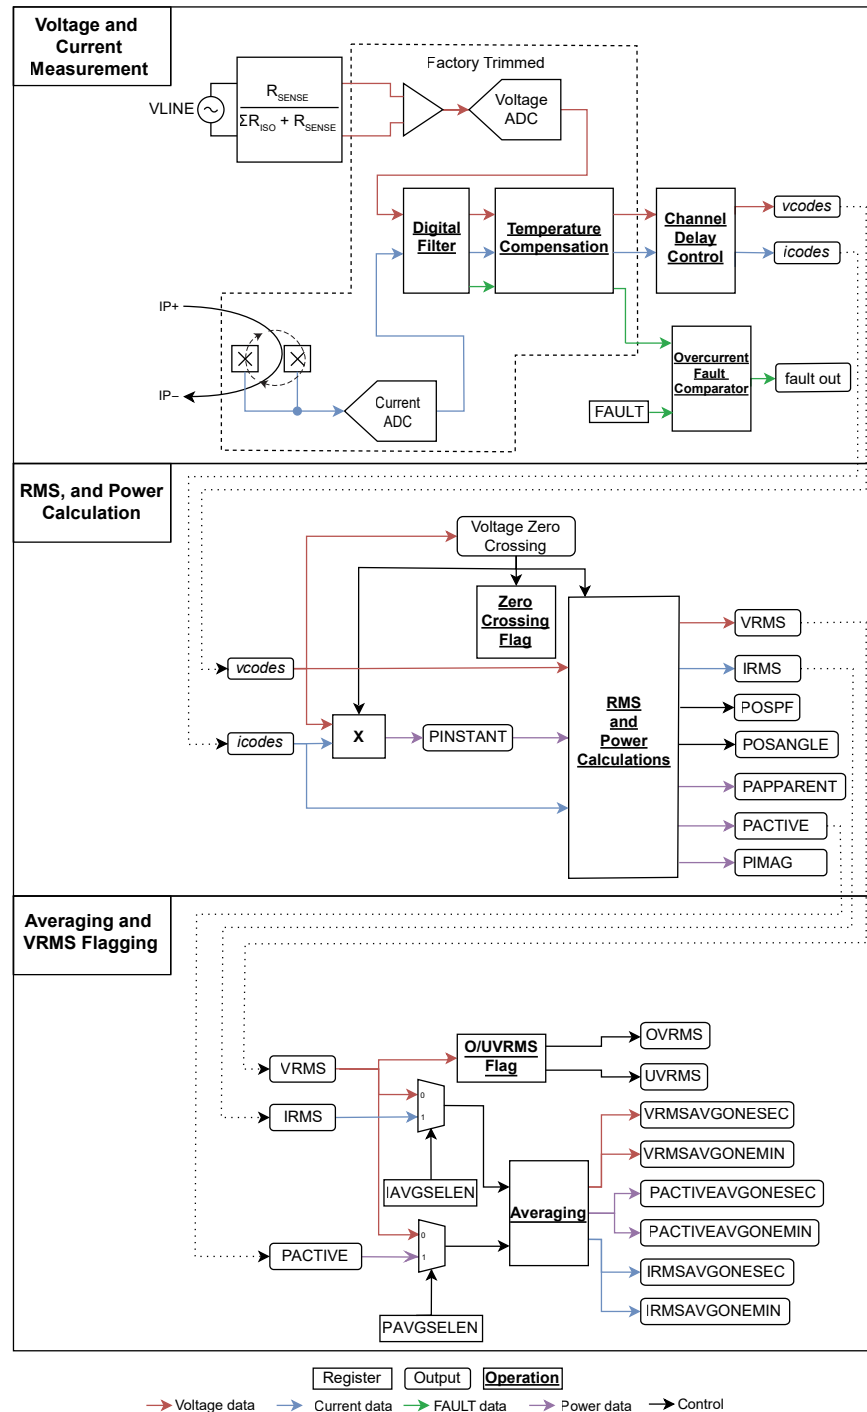 Voltage and
Current
Measurement
Factory Trimmed
VLINE
RSENSE
ΣRISO + RSENSE
Voltage
ADC
Digital
Filter
Temperature
Compensation
Channel
Delay
Control
vcodes
icodes
IP+
IP–
Current
ADC
Overcurrent
Fault
Comparator
fault out
FAULT
RMS, and Power
Calculation
Voltage Zero
Crossing
Zero
Crossing
Flag
vcodes
icodes
X
PINSTANT
RMS
and
Power
Calculations
VRMS
IRMS
POSPF
POSANGLE
PAPPARENT
PACTIVE
PIMAG
Averaging and
VRMS Flagging
VRMS
IRMS
O/UVRMS
Flag
OVRMS
UVRMS
0
1
IAVGSELEN
Averaging
VRMSAVGONESEC
VRMSAVGONEMIN
PACTIVEAVGONESEC
PACTIVEAVGONEMIN
IRMSAVGONESEC
IRMSAVGONEMIN
PACTIVE
0
1
PAVGSELEN
Register
Output
Operation
Voltage data
Current data
FAULT data
Power data
Control